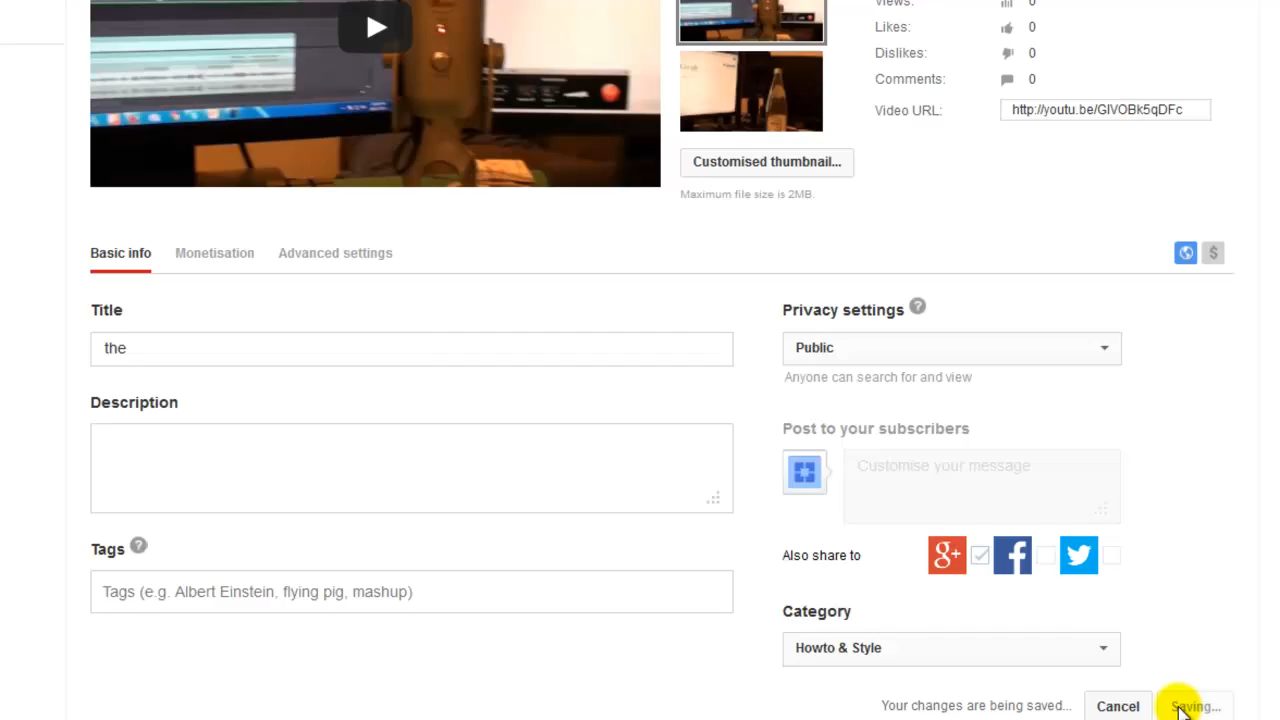 Views: 0
Likes: 0
Dislikes: 0
Comments: 0
Video URL: http://youtu.be/GIVOBk5qDFc
Customised thumbnail...
Maximum file size is 2MB.
Basic info Monetisation Advanced settings
$
Title
the
Privacy settings ?
Public
Anyone can search for and view
Description
Post to your subscribers
Customise your message
Tags ?
Tags (e.g. Albert Einstein, flying pig, mashup)
Also share to g+ f
Category
Howto & Style
Your changes are being saved... Cancel Saving...